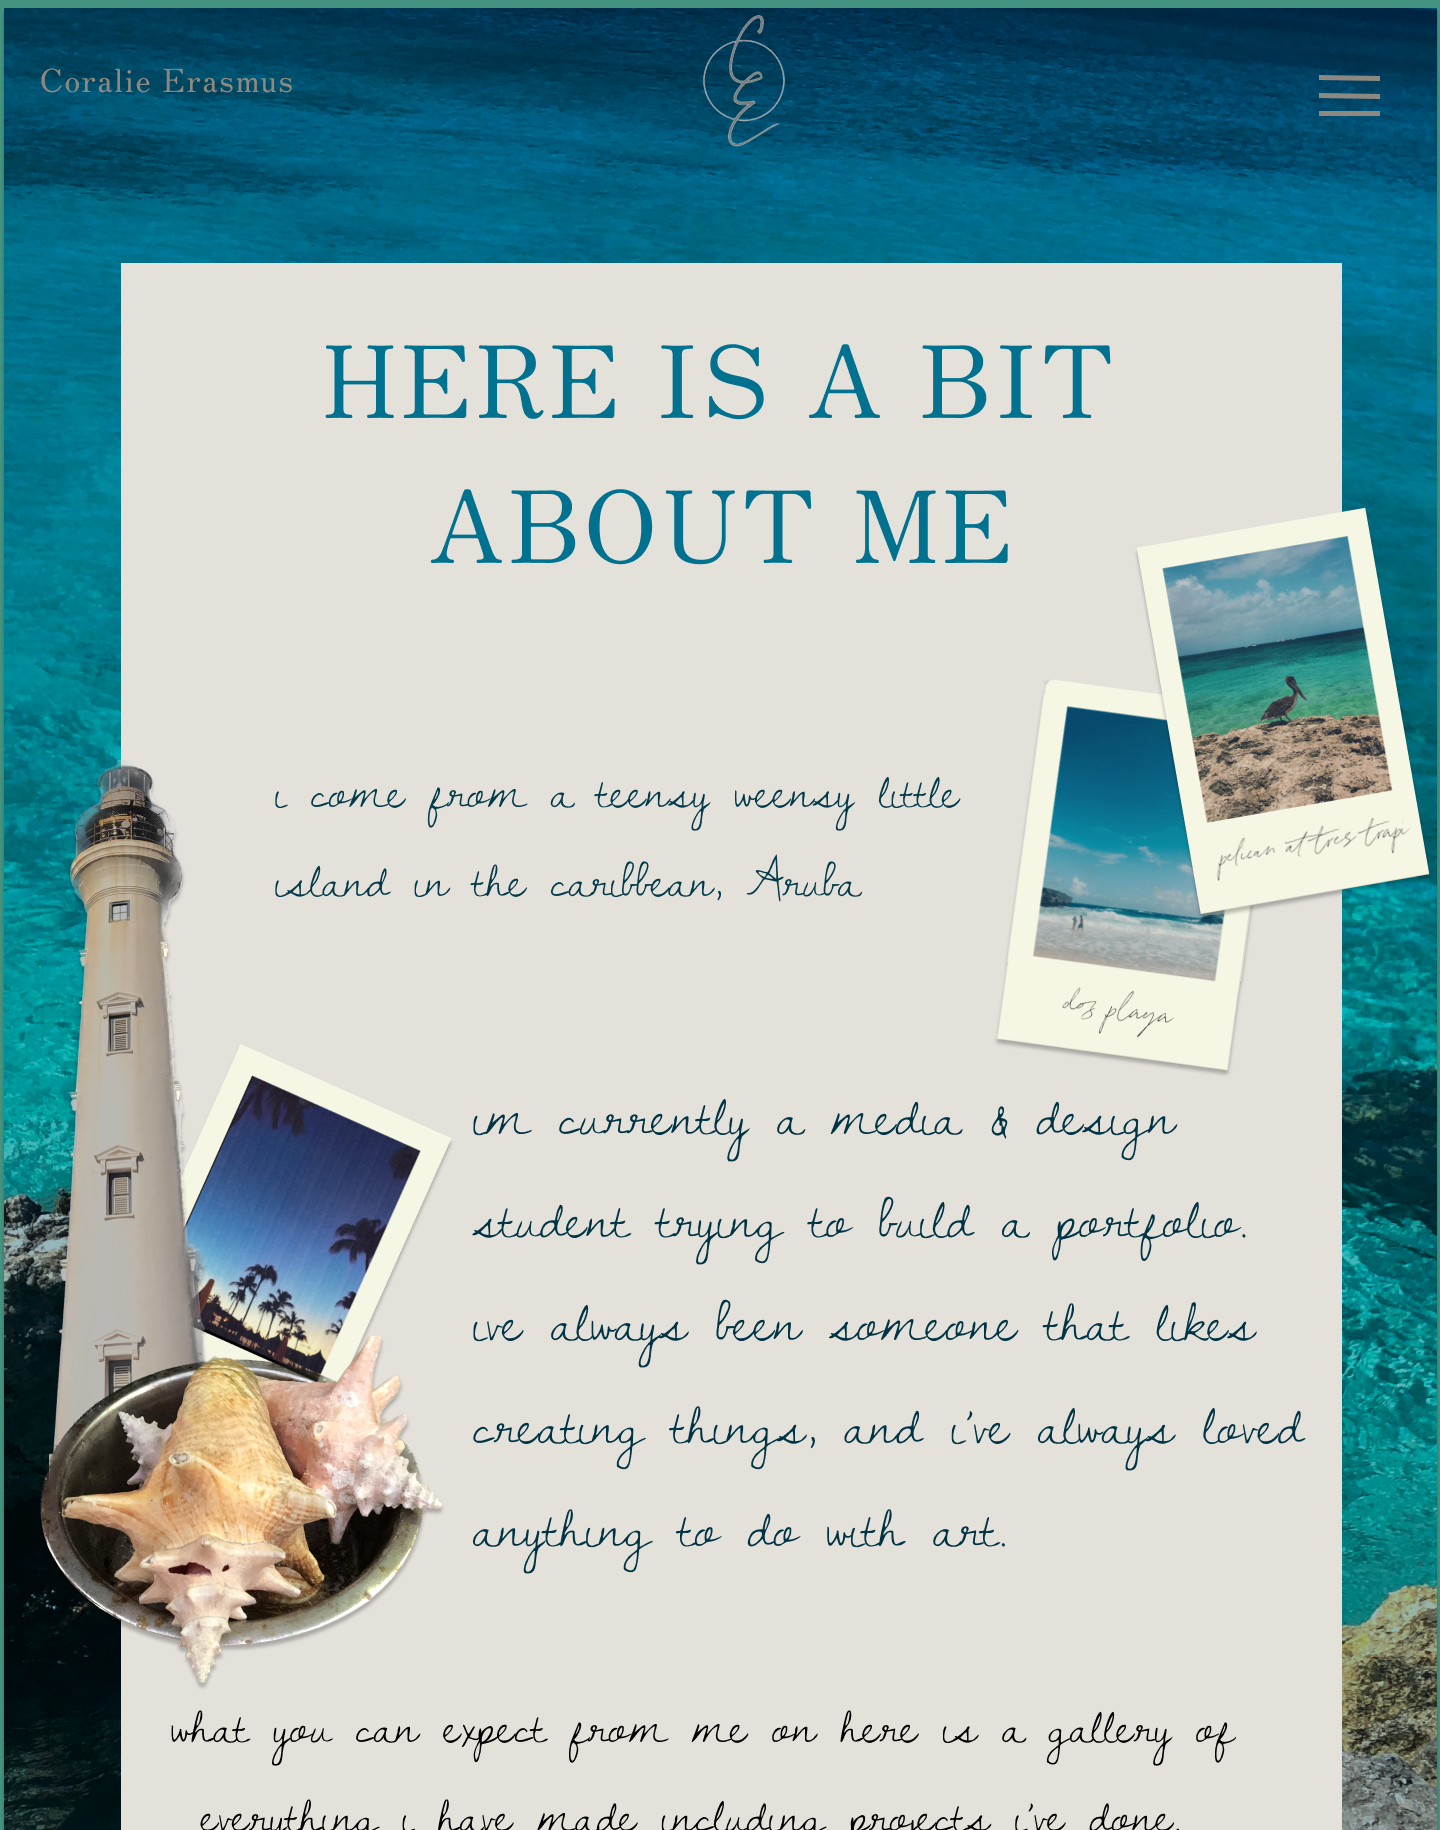 Coralie Erasmus
CE
HERE IS A BIT
ABOUT ME
i come from a teensy weensy little
island in the caribbean, Aruba
pelican at tres trapi
dos playa
im currently a media & design
student trying to build a portfolio.
ive always been someone that likes
creating things, and i've always loved
anything to do with art.
what you can expect from me on here is a gallery of
everything i have made including projects i've done.